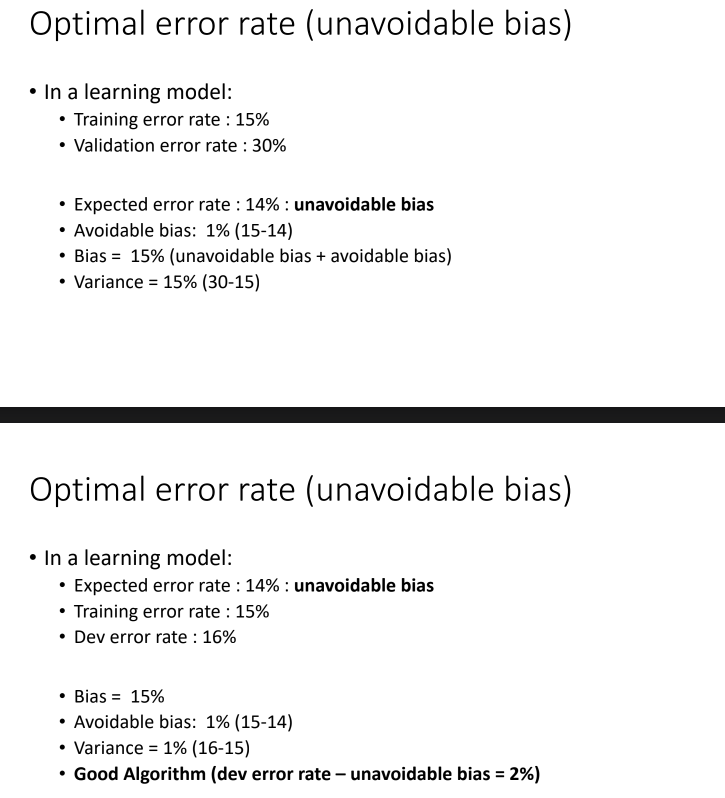 Optimal error rate (unavoidable bias)
• In a learning model:
• Training error rate : 15%
• Validation error rate : 30%
• Expected error rate : 14% : unavoidable bias
• Avoidable bias:  1% (15-14)
• Bias =  15% (unavoidable bias + avoidable bias)
• Variance = 15% (30-15)
Optimal error rate (unavoidable bias)
• In a learning model:
• Expected error rate : 14% : unavoidable bias
• Training error rate : 15%
• Dev error rate : 16%
• Bias =  15%
• Avoidable bias:  1% (15-14)
• Variance = 1% (16-15)
• Good Algorithm (dev error rate – unavoidable bias = 2%)